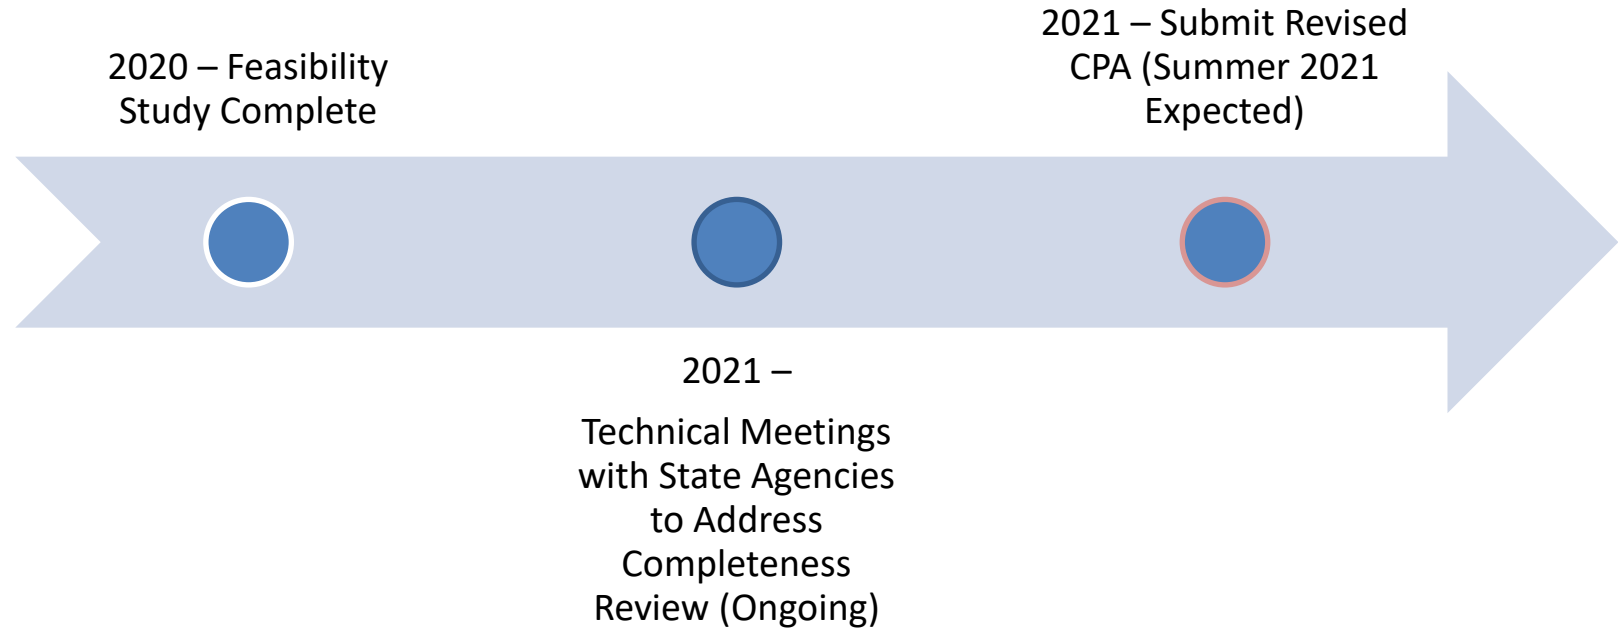 2020 – Feasibility
Study Complete
2021 –
Technical Meetings
with State Agencies
to Address
Completeness
Review (Ongoing)
2021 – Submit Revised
CPA (Summer 2021
Expected)